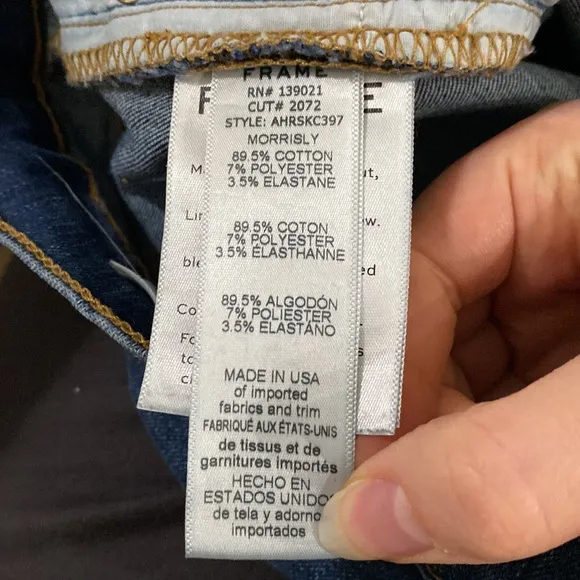 FRAME
RN# 139021
CUT# 2072
STYLE: AHRSKC397
MORRISLY
89.5% COTTON
7% POLYESTER
3.5% ELASTANE
89.5% COTON
7% POLYESTER
3.5% ELASTHANNE
89.5% ALGODÓN
7% POLIESTER
3.5% ELASTANO
MADE IN USA
of imported
fabrics and trim
FABRIQUÉ AUX ÉTATS-UNIS
de tissus et de
garnitures importés
HECHO EN
ESTADOS UNIDOS
de tela y adorno
importados